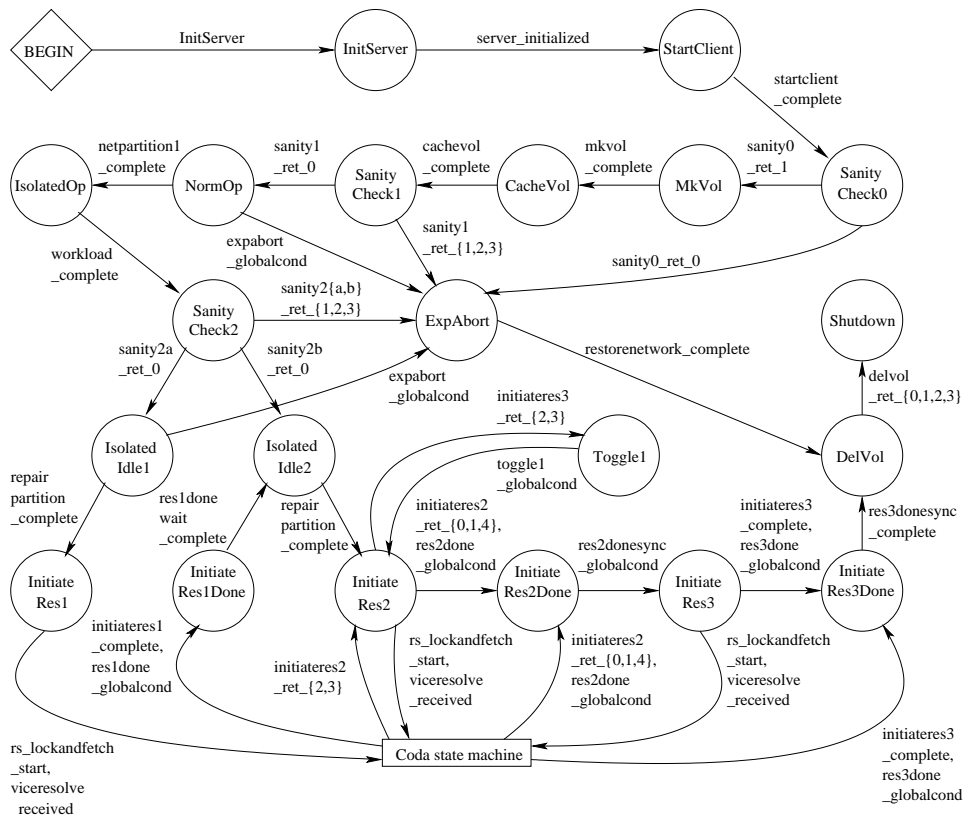 InitServer
server_initialized
BEGIN
InitServer
StartClient
startclient
_complete
netpartition1
_complete
sanity1
_ret_0
cachevol
_complete
mkvol
_complete
sanity0
_ret_1
IsolatedOp
NormOp
Sanity
Check1
CacheVol
MkVol
Sanity
Check0
workload
_complete
expabort
_globalcond
sanity1
_ret_{1,2,3}
sanity0_ret_0
Sanity
Check2
sanity2{a,b}
_ret_{1,2,3}
ExpAbort
Shutdown
sanity2a
_ret_0
sanity2b
_ret_0
restorenetwork_complete
expabort
_globalcond
delvol
_ret_{0,1,2,3}
initiateres3
_ret_{2,3}
Isolated
Idle1
Isolated
Idle2
Toggle1
DelVol
repair
partition
_complete
res1done
wait
_complete
repair
partition
_complete
toggle1
_globalcond
initiateres2
_ret_{0,1,4},
res2done
_globalcond
res2donesync
_globalcond
initiateres3
_complete,
res3done
_globalcond
res3donesync
_complete
Initiate
Res1
Initiate
Res1Done
Initiate
Res2
Initiate
Res2Done
Initiate
Res3
Initiate
Res3Done
initiateres1
_complete,
res1done
_globalcond
initiateres2
_ret_{2,3}
rs_lockandfetch
_start,
viceresolve
_received
initiateres2
_ret_{0,1,4},
res2done
_globalcond
rs_lockandfetch
_start,
viceresolve
_received
rs_lockandfetch
_start,
viceresolve
_received
Coda state machine
initiateres3
_complete,
res3done
_globalcond